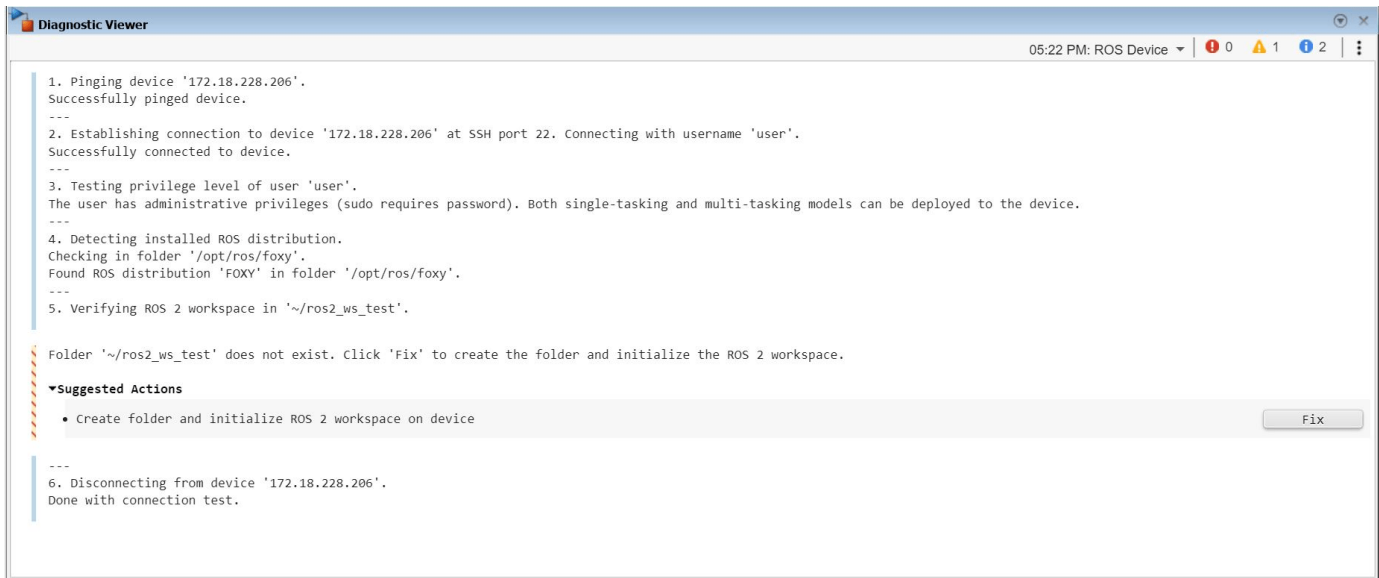 Diagnostic Viewer
05:22 PM: ROS Device 0 1 2
1. Pinging device '172.18.228.206'.
Successfully pinged device.
---
2. Establishing connection to device '172.18.228.206' at SSH port 22. Connecting with username 'user'.
Successfully connected to device.
---
3. Testing privilege level of user 'user'.
The user has administrative privileges (sudo requires password). Both single-tasking and multi-tasking models can be deployed to the device.
---
4. Detecting installed ROS distribution.
Checking in folder '/opt/ros/foxy'.
Found ROS distribution 'FOXY' in folder '/opt/ros/foxy'.
---
5. Verifying ROS 2 workspace in '~/ros2_ws_test'.
Folder '~/ros2_ws_test' does not exist. Click 'Fix' to create the folder and initialize the ROS 2 workspace.
Suggested Actions
• Create folder and initialize ROS 2 workspace on device Fix
---
6. Disconnecting from device '172.18.228.206'.
Done with connection test.